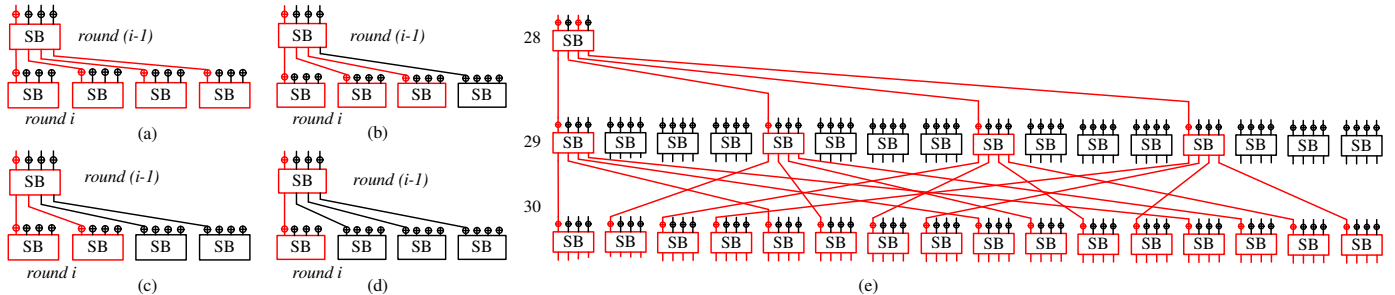 SB round (i-1)
SB SB SB SB
round i
(a)
SB round (i-1)
SB SB SB SB
round i
(b)
SB round (i-1)
SB SB SB SB
round i
(c)
SB round (i-1)
SB SB SB SB
round i
(d)
28 SB
29 SB SB SB SB SB SB SB SB SB SB SB SB SB SB SB SB
30 SB SB SB SB SB SB SB SB SB SB SB SB SB SB SB SB
(e)